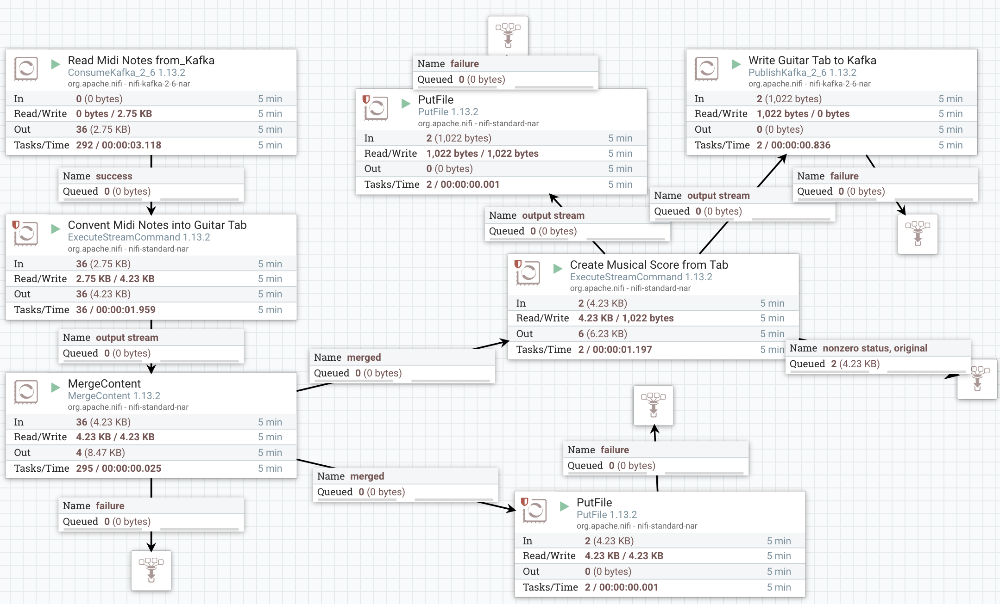 Read Midi Notes from_Kafka
ConsumeKafka_2_6 1.13.2
org.apache.nifi - nifi-kafka-2-6-nar
In 0 (0 bytes) 5 min
Read/Write 0 bytes / 2.75 KB 5 min
Out 36 (2.75 KB) 5 min
Tasks/Time 292 / 00:00:03.118 5 min
Name success
Queued 0 (0 bytes)
Convent Midi Notes into Guitar Tab
ExecuteStreamCommand 1.13.2
org.apache.nifi - nifi-standard-nar
In 36 (2.75 KB) 5 min
Read/Write 2.75 KB / 4.23 KB 5 min
Out 36 (4.23 KB) 5 min
Tasks/Time 36 / 00:00:01.959 5 min
Name output stream
Queued 0 (0 bytes)
MergeContent
MergeContent 1.13.2
org.apache.nifi - nifi-standard-nar
In 36 (4.23 KB) 5 min
Read/Write 4.23 KB / 4.23 KB 5 min
Out 4 (8.47 KB) 5 min
Tasks/Time 295 / 00:00:00.025 5 min
Name failure
Queued 0 (0 bytes)
Name merged
Queued 0 (0 bytes)
Name merged
Queued 0 (0 bytes)
Name failure
Queued 0 (0 bytes)
PutFile
PutFile 1.13.2
org.apache.nifi - nifi-standard-nar
In 2 (1,022 bytes) 5 min
Read/Write 1,022 bytes / 1,022 bytes 5 min
Out 0 (0 bytes) 5 min
Tasks/Time 2 / 00:00:00.001 5 min
Name output stream
Queued 0 (0 bytes)
Name output stream
Queued 0 (0 bytes)
Write Guitar Tab to Kafka
PublishKafka_2_6 1.13.2
org.apache.nifi - nifi-kafka-2-6-nar
In 2 (1,022 bytes) 5 min
Read/Write 1,022 bytes / 0 bytes 5 min
Out 0 (0 bytes) 5 min
Tasks/Time 2 / 00:00:00.836 5 min
Name failure
Queued 0 (0 bytes)
Create Musical Score from Tab
ExecuteStreamCommand 1.13.2
org.apache.nifi - nifi-standard-nar
In 2 (4.23 KB) 5 min
Read/Write 4.23 KB / 1,022 bytes 5 min
Out 6 (6.23 KB) 5 min
Tasks/Time 2 / 00:00:01.197 5 min
Name nonzero status, original
Queued 2 (4.23 KB)
Name failure
Queued 0 (0 bytes)
PutFile
PutFile 1.13.2
org.apache.nifi - nifi-standard-nar
In 2 (4.23 KB) 5 min
Read/Write 4.23 KB / 4.23 KB 5 min
Out 0 (0 bytes) 5 min
Tasks/Time 2 / 00:00:00.001 5 min